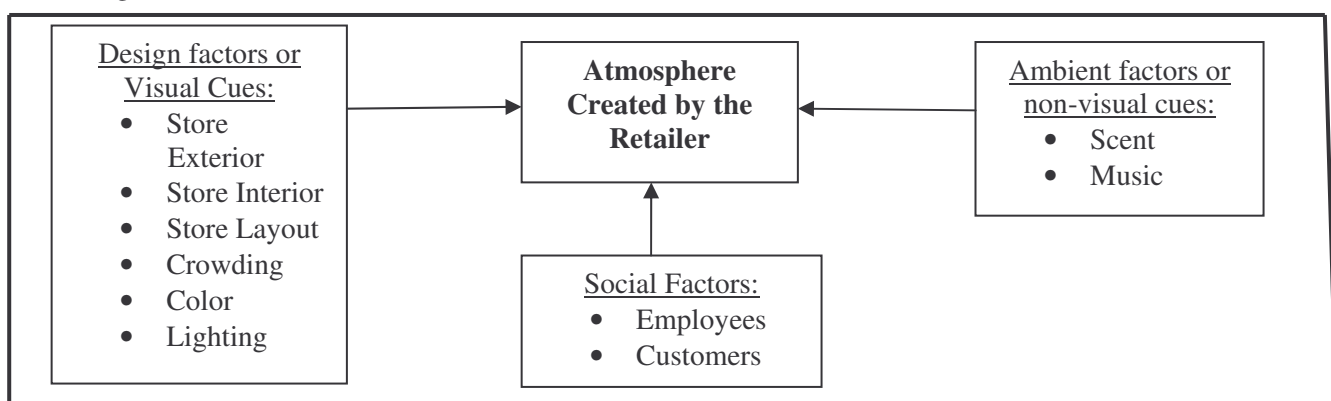 Design factors or
Visual Cues:
• Store
Exterior
• Store Interior
• Store Layout
• Crowding
• Color
• Lighting
Atmosphere
Created by the
Retailer
Ambient factors or
non-visual cues:
• Scent
• Music
Social Factors:
• Employees
• Customers